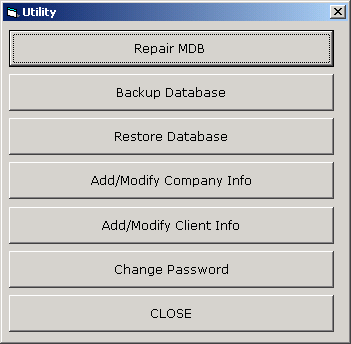 Utility
Repair MDB
Backup Database
Restore Database
Add/Modify Company Info
Add/Modify Client Info
Change Password
CLOSE